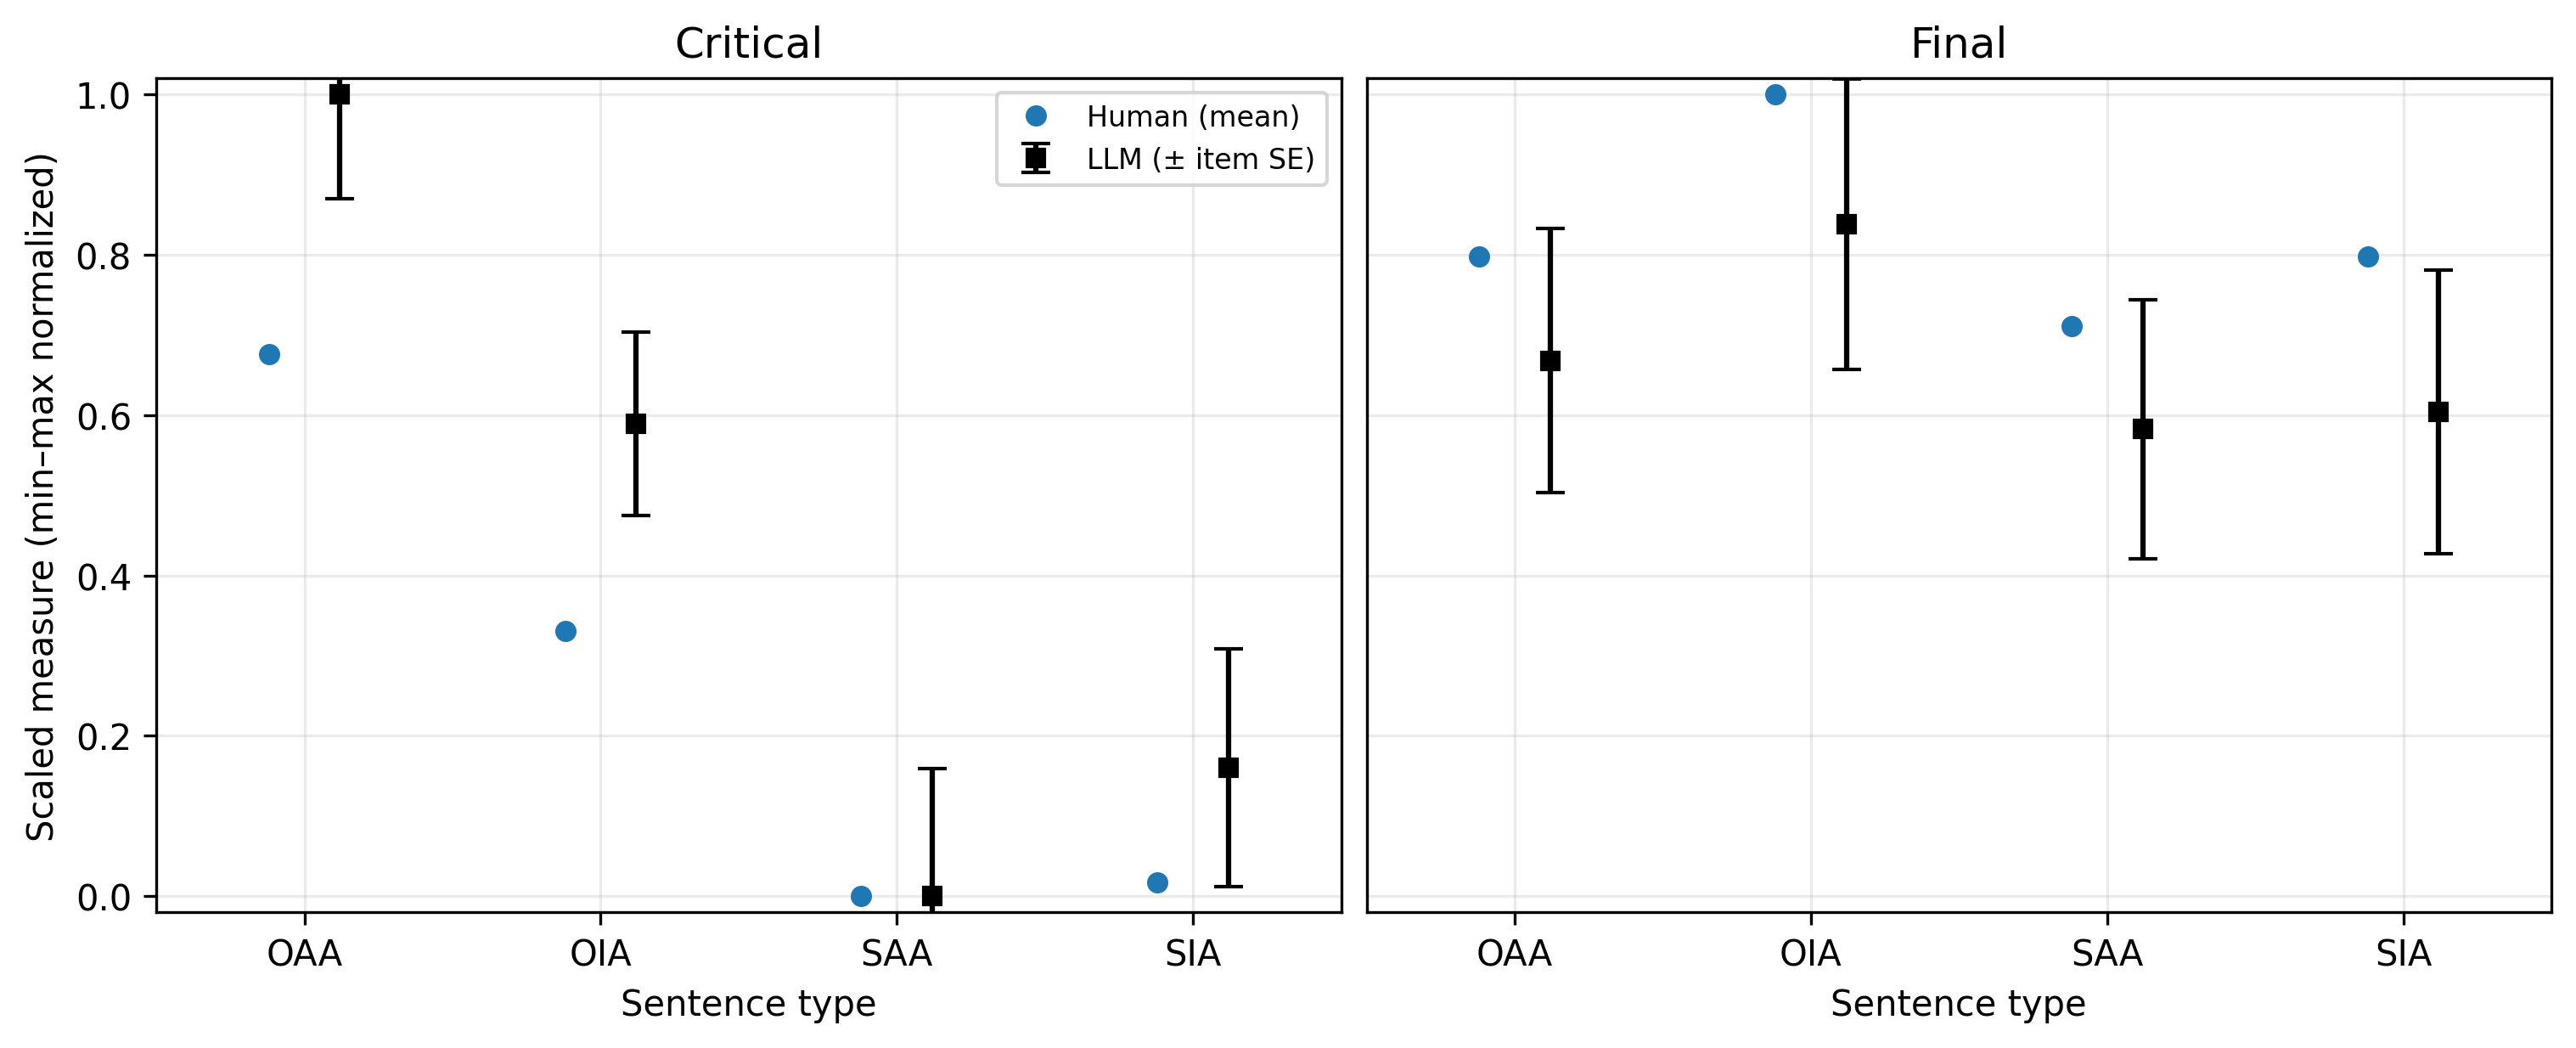 Critical
Final
Scaled measure (min–max normalized)
1.0
0.8
0.6
0.4
0.2
0.0
Human (mean)
LLM (± item SE)
OAA OIA SAA SIA
OAA OIA SAA SIA
Sentence type
Sentence type